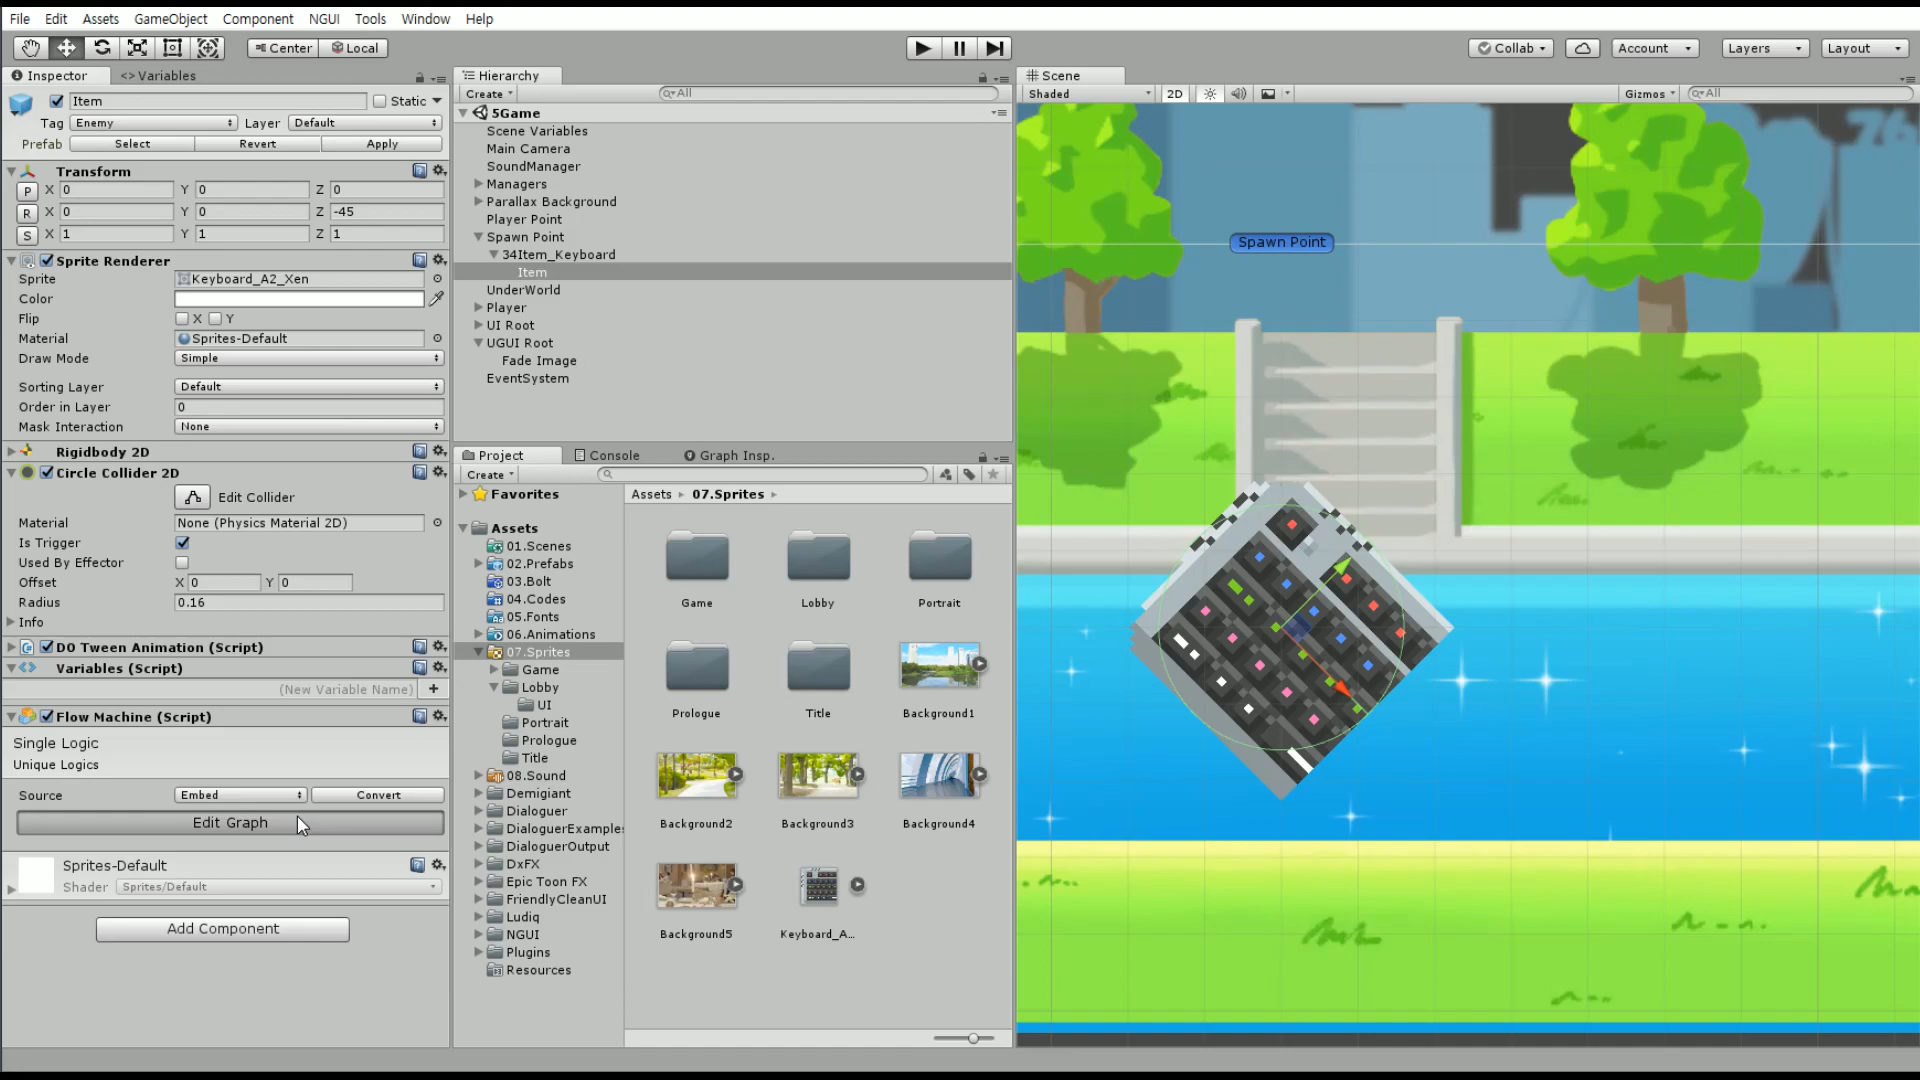 File Edit Assets GameObject Component NGUI Tools Window Help
Center Local Collab Account Layers Layout
Inspector <> Variables
Item Static
Tag Enemy Layer Default
Prefab Select Revert Apply
Transform
P X 0 Y 0 Z 0
R X 0 Y 0 Z -45
S X 1 Y 1 Z 1
Sprite Renderer
Sprite Keyboard_A2_Xen
Color
Flip X Y
Material Sprites-Default
Draw Mode Simple
Sorting Layer Default
Order in Layer 0
Mask Interaction None
Rigidbody 2D
Circle Collider 2D
Edit Collider
Material None (Physics Material 2D)
Is Trigger
Used By Effector
Offset X 0 Y 0
Radius 0.16
Info
DO Tween Animation (Script)
Variables (Script)
(New Variable Name) +
Flow Machine (Script)
Single Logic
Unique Logics
Source Embed Convert
Edit Graph
Sprites-Default
Shader Sprites/Default
Add Component
Hierarchy
Create All
5Game
Scene Variables
Main Camera
SoundManager
Managers
Parallax Background
Player Point
Spawn Point
34Item_Keyboard
Item
UnderWorld
Player
UI Root
UGUI Root
Fade Image
EventSystem
Project Console Graph Insp.
Create
Favorites
Assets
01.Scenes
02.Prefabs
03.Bolt
04.Codes
05.Fonts
06.Animations
07.Sprites
Game
Lobby
UI
Portrait
Prologue
Title
08.Sound
Demigiant
Dialoguer
DialoguerExamples
DialoguerOutput
DxFX
Epic Toon FX
FriendlyCleanUI
Ludiq
NGUI
Plugins
Resources
Assets 07.Sprites
Game Lobby Portrait
Prologue Title Background1
Background2 Background3 Background4
Background5 Keyboard_A...
Scene
Shaded 2D Gizmos All
76
Spawn Point